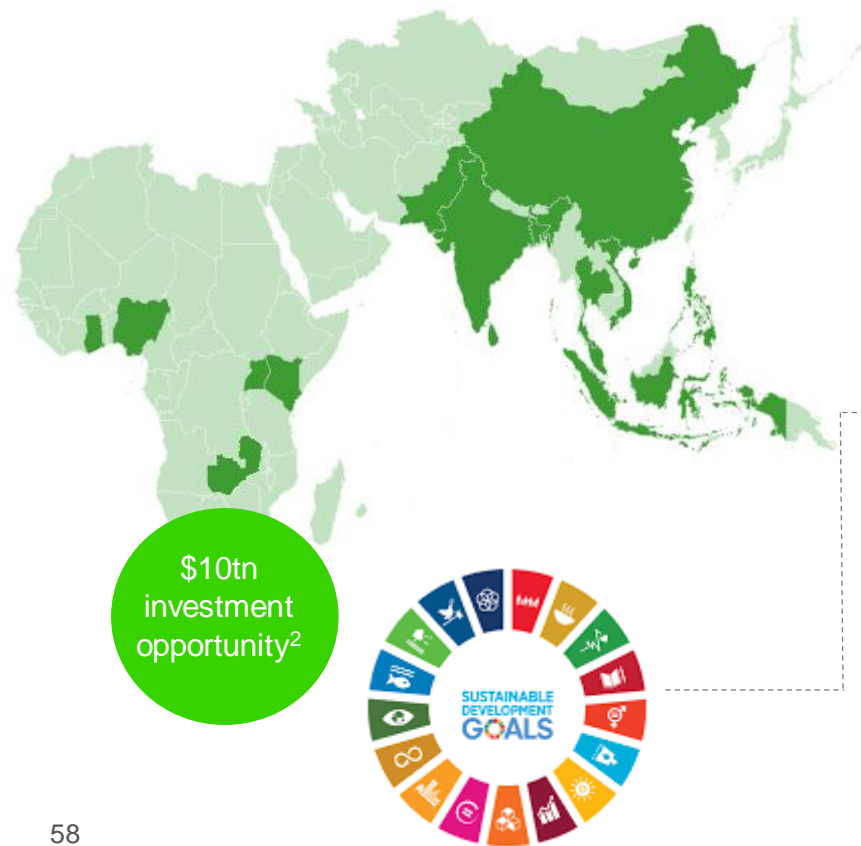 $10tn
investment
opportunity²
SUSTAINABLE
DEVELOPMENT
GOALS
58